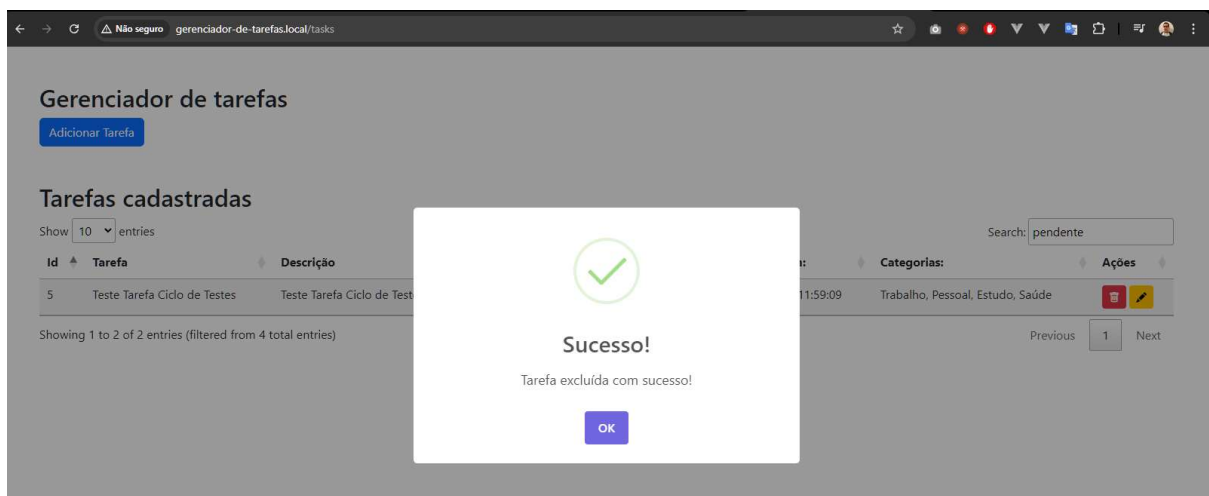 Não seguro gerenciador-de-tarefas.local/tasks
Gerenciador de tarefas
Adicionar Tarefa
Tarefas cadastradas
Show 10 entries Search: pendente
Id Tarefa Descrição Categorias: Ações
5 Teste Tarefa Ciclo de Testes Teste Tarefa Ciclo de Test 11:59:09 Trabalho, Pessoal, Estudo, Saúde
Showing 1 to 2 of 2 entries (filtered from 4 total entries) Previous 1 Next
Sucesso!
Tarefa excluída com sucesso!
OK